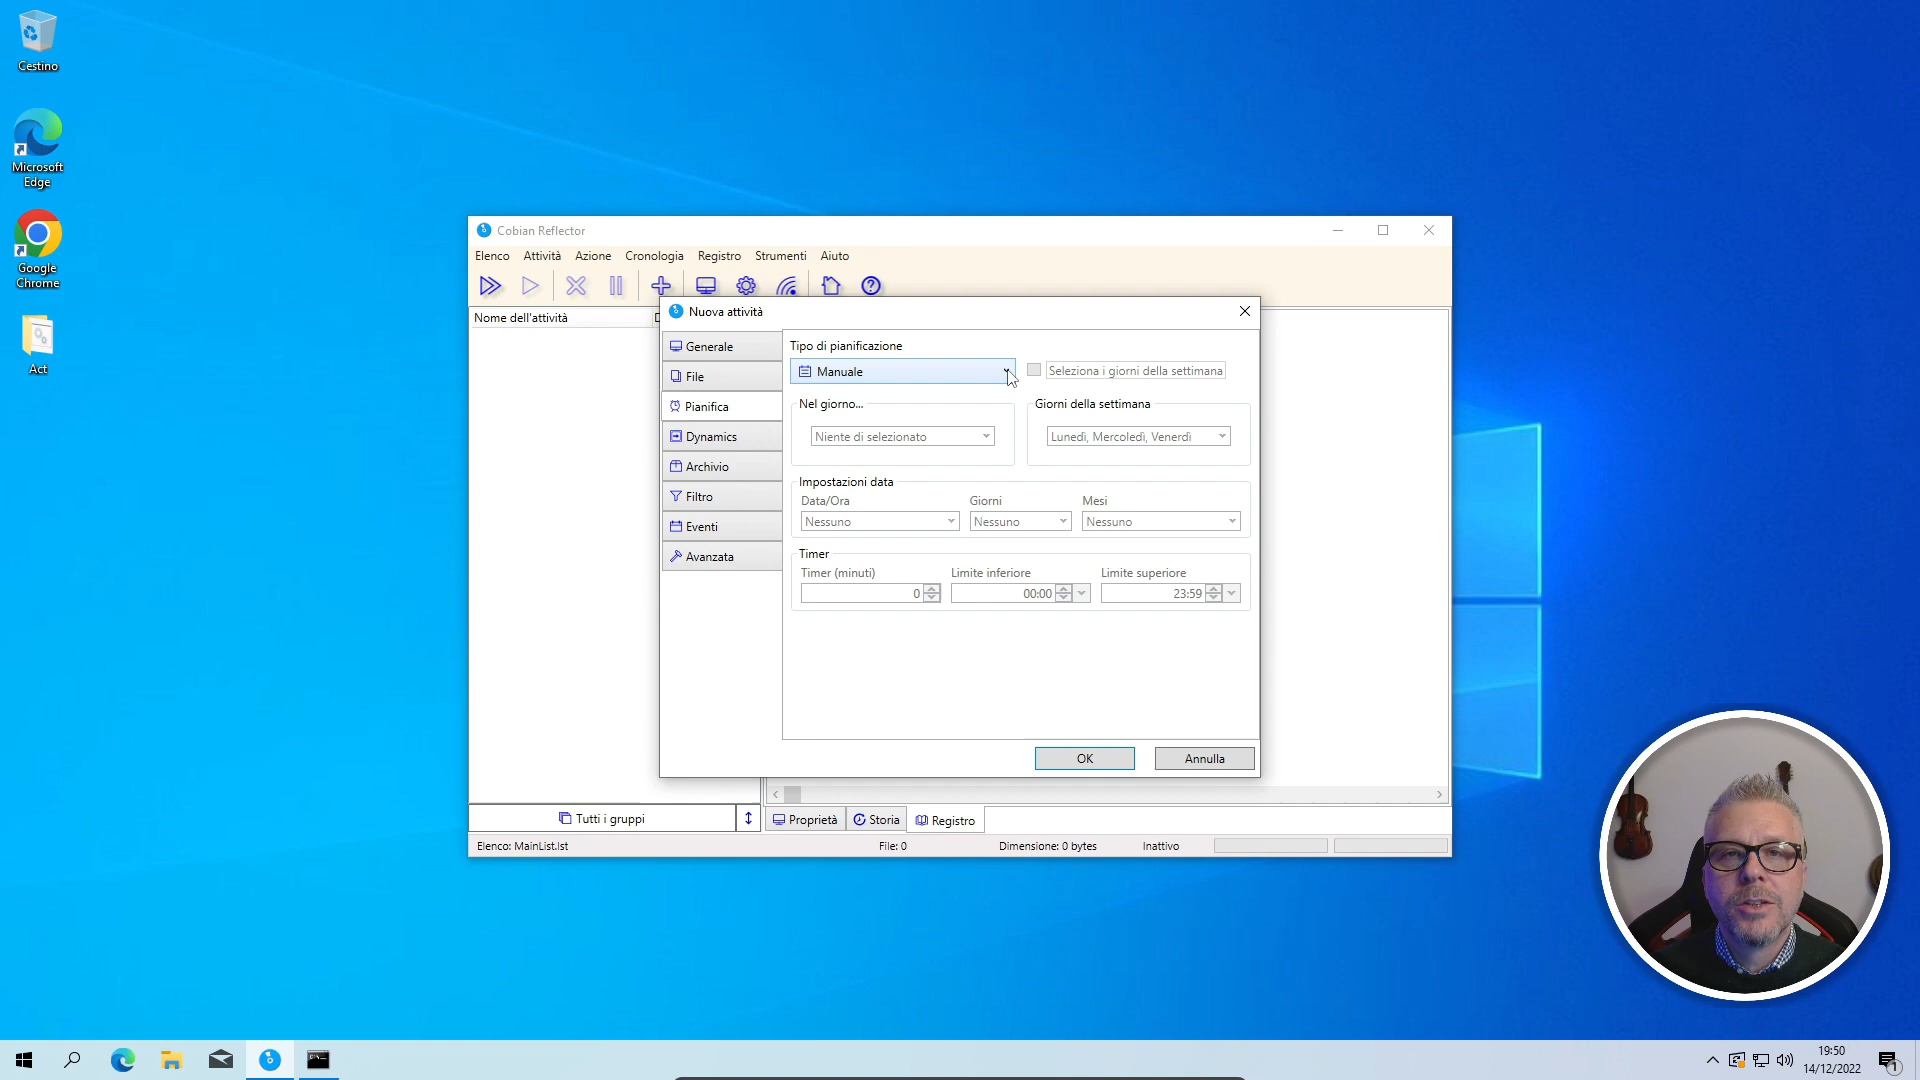 Cestino
Microsoft
Edge
Google
Chrome
Act
Cobian Reflector
Elenco Attività Azione Cronologia Registro Strumenti Aiuto
Nome dell'attività D
Nuova attività
Generale
File
Pianifica
Dynamics
Archivio
Filtro
Eventi
Avanzata
Tipo di pianificazione
Manuale
Seleziona i giorni della settimana
Nel giorno...
Niente di selezionato
Giorni della settimana
Lunedì, Mercoledì, Venerdì
Impostazioni data
Data/Ora Giorni Mesi
Nessuno Nessuno Nessuno
Timer
Timer (minuti) Limite inferiore Limite superiore
0 00:00 23:59
OK Annulla
Tutti i gruppi
Proprietà Storia Registro
Elenco: MainList.lst File: 0 Dimensione: 0 bytes Inattivo
19:50
14/12/2022
1